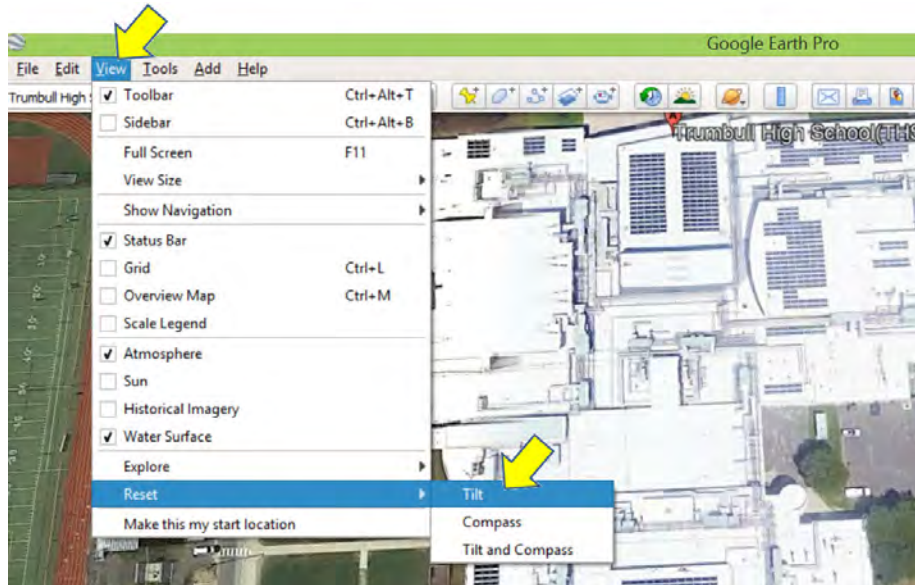 Google Earth Pro
File Edit View Tools Add Help
Trumbull High
Toolbar Ctrl+Alt+T
Sidebar Ctrl+Alt+B
Full Screen F11
View Size
Show Navigation
Status Bar
Grid Ctrl+L
Overview Map Ctrl+M
Scale Legend
Atmosphere
Sun
Historical Imagery
Water Surface
Explore
Reset
Make this my start location
Tilt
Compass
Tilt and Compass
A
Trumbull High School(THS